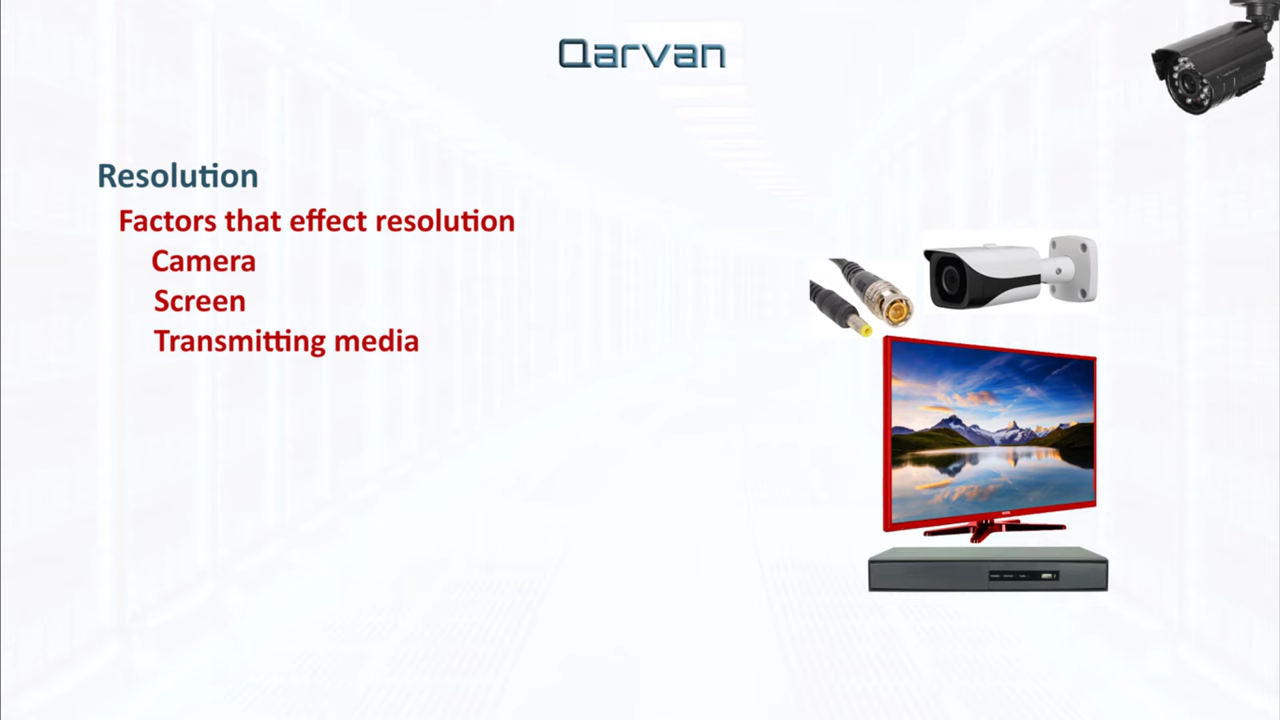 Qarvan
Resolution
Factors that effect resolution
Camera
Screen
Transmitting media